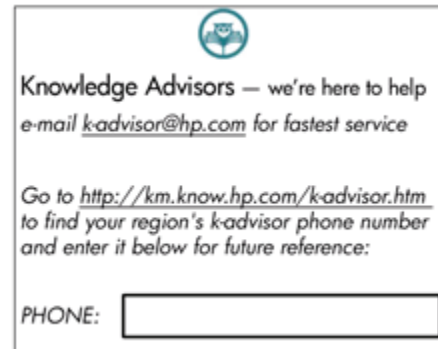 Knowledge Advisors — we're here to help
e-mail k-advisor@hp.com for fastest service
Go to http://km.know.hp.com/k-advisor.htm
to find your region's k-advisor phone number
and enter it below for future reference:
PHONE: